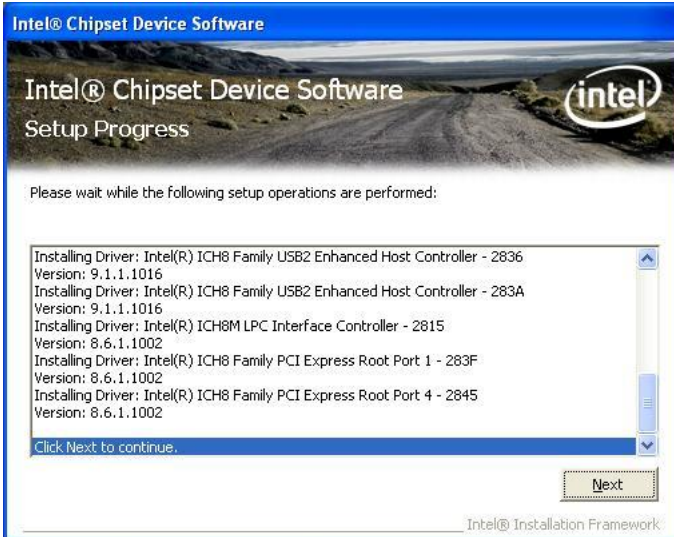 Intel® Chipset Device Software
Intel® Chipset Device Software
intel
Setup Progress
Please wait while the following setup operations are performed:
Installing Driver: Intel(R) ICH8 Family USB2 Enhanced Host Controller - 2836
Version: 9.1.1.1016
Installing Driver: Intel(R) ICH8 Family USB2 Enhanced Host Controller - 283A
Version: 9.1.1.1016
Installing Driver: Intel(R) ICH8M LPC Interface Controller - 2815
Version: 8.6.1.1002
Installing Driver: Intel(R) ICH8 Family PCI Express Root Port 1 - 283F
Version: 8.6.1.1002
Installing Driver: Intel(R) ICH8 Family PCI Express Root Port 4 - 2845
Version: 8.6.1.1002
Click Next to continue.
Next
Intel® Installation Framework